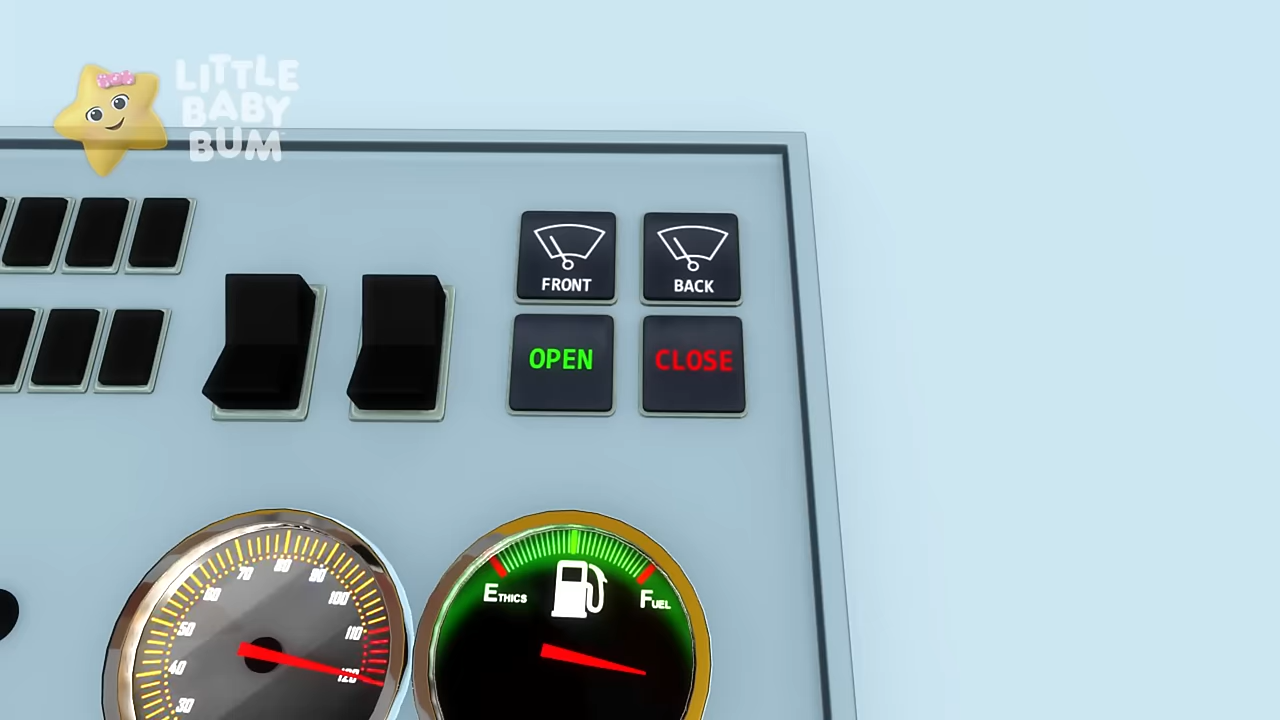 LITTLE
BABY
BUM
FRONT
BACK
OPEN
CLOSE
30
40
50
60
70
80
90
100
110
120
ETHICS
FUEL